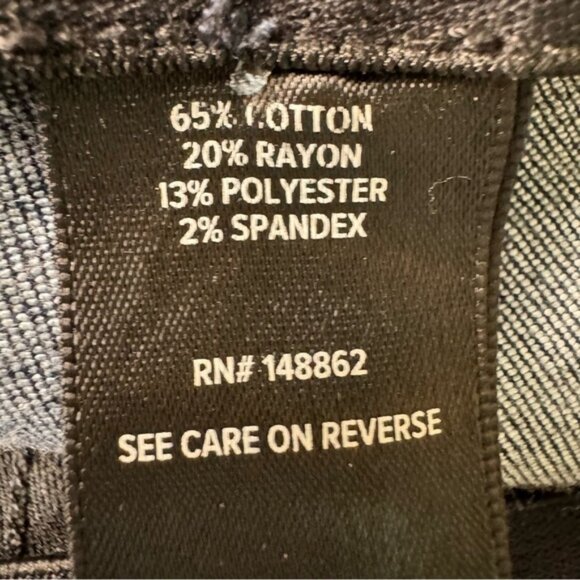 65% COTTON
20% RAYON
13% POLYESTER
2% SPANDEX
RN# 148862
SEE CARE ON REVERSE